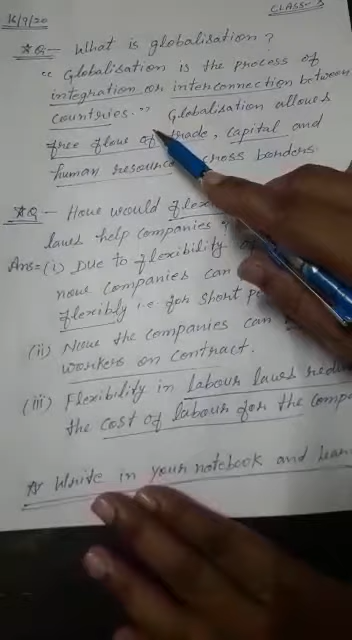 16/9/20
CLASS-
*Q- What is globalisation?
" Globalisation is the process of
integration or interconnection between
countries." Globalisation allows
free flow of trade, capital and
human resource cross borders.
*Q- How would
laws help companies
Ans=(i) Due to flexibility
now companies can
flexibly i.e for short
(ii) Now the companies can
workers on contract.
(iii) Flexibility in labour laws
the cost of labour for the
* Write in your notebook and